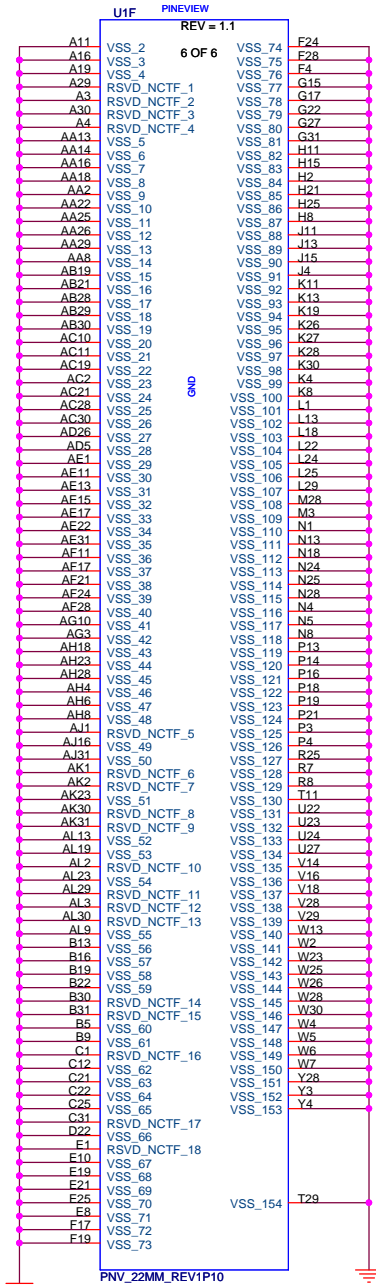 U1F PINEVIEW
REV = 1.1
6 OF 6
A11 VSS_2 VSS_74 F24
A16 VSS_3 VSS_75 F28
A19 VSS_4 VSS_76 F4
A29 RSVD_NCTF_1 VSS_77 G15
A3 RSVD_NCTF_2 VSS_78 G17
A30 RSVD_NCTF_3 VSS_79 G22
A4 RSVD_NCTF_4 VSS_80 G27
AA13 VSS_5 VSS_81 G31
AA14 VSS_6 VSS_82 H11
AA16 VSS_7 VSS_83 H15
AA18 VSS_8 VSS_84 H2
AA2 VSS_9 VSS_85 H21
AA22 VSS_10 VSS_86 H25
AA25 VSS_11 VSS_87 H8
AA26 VSS_12 VSS_88 J11
AA29 VSS_13 VSS_89 J13
AA8 VSS_14 VSS_90 J15
AB19 VSS_15 VSS_91 J4
AB21 VSS_16 VSS_92 K11
AB28 VSS_17 VSS_93 K13
AB29 VSS_18 VSS_94 K19
AB30 VSS_19 VSS_95 K26
AC10 VSS_20 VSS_96 K27
AC11 VSS_21 VSS_97 K28
AC19 VSS_22 VSS_98 K30
AC2 VSS_23 VSS_99 K4
GND
AC21 VSS_24 VSS_100 K8
AC28 VSS_25 VSS_101 L1
AC30 VSS_26 VSS_102 L13
AD26 VSS_27 VSS_103 L18
AD5 VSS_28 VSS_104 L22
AE1 VSS_29 VSS_105 L24
AE11 VSS_30 VSS_106 L25
AE13 VSS_31 VSS_107 L29
AE15 VSS_32 VSS_108 M28
AE17 VSS_33 VSS_109 M3
AE22 VSS_34 VSS_110 N1
AE31 VSS_35 VSS_111 N13
AF11 VSS_36 VSS_112 N18
AF17 VSS_37 VSS_113 N24
AF21 VSS_38 VSS_114 N25
AF24 VSS_39 VSS_115 N28
AF28 VSS_40 VSS_116 N4
AG10 VSS_41 VSS_117 N5
AG3 VSS_42 VSS_118 N8
AH18 VSS_43 VSS_119 P13
AH23 VSS_44 VSS_120 P14
AH28 VSS_45 VSS_121 P16
AH4 VSS_46 VSS_122 P18
AH6 VSS_47 VSS_123 P19
AH8 VSS_48 VSS_124 P21
AJ1 RSVD_NCTF_5 VSS_125 P3
AJ16 VSS_49 VSS_126 P4
AJ31 VSS_50 VSS_127 R25
AK1 RSVD_NCTF_6 VSS_128 R7
AK2 RSVD_NCTF_7 VSS_129 R8
AK23 VSS_51 VSS_130 T11
AK30 RSVD_NCTF_8 VSS_131 U22
AK31 RSVD_NCTF_9 VSS_132 U23
AL13 VSS_52 VSS_133 U24
AL19 VSS_53 VSS_134 U27
AL2 RSVD_NCTF_10 VSS_135 V14
AL23 VSS_54 VSS_136 V16
AL29 RSVD_NCTF_11 VSS_137 V18
AL3 RSVD_NCTF_12 VSS_138 V28
AL30 RSVD_NCTF_13 VSS_139 V29
AL9 VSS_55 VSS_140 W13
B13 VSS_56 VSS_141 W2
B16 VSS_57 VSS_142 W23
B19 VSS_58 VSS_143 W25
B22 VSS_59 VSS_144 W26
B30 RSVD_NCTF_14 VSS_145 W28
B31 RSVD_NCTF_15 VSS_146 W30
B5 VSS_60 VSS_147 W4
B9 VSS_61 VSS_148 W5
C1 RSVD_NCTF_16 VSS_149 W6
C12 VSS_62 VSS_150 W7
C21 VSS_63 VSS_151 Y28
C22 VSS_64 VSS_152 Y3
C25 VSS_65 VSS_153 Y4
C31 RSVD_NCTF_17
D22 VSS_66
E1 RSVD_NCTF_18
E10 VSS_67
E19 VSS_68
E21 VSS_69
E25 VSS_70 VSS_154 T29
E8 VSS_71
F17 VSS_72
F19 VSS_73
PNV_22MM_REV1P10